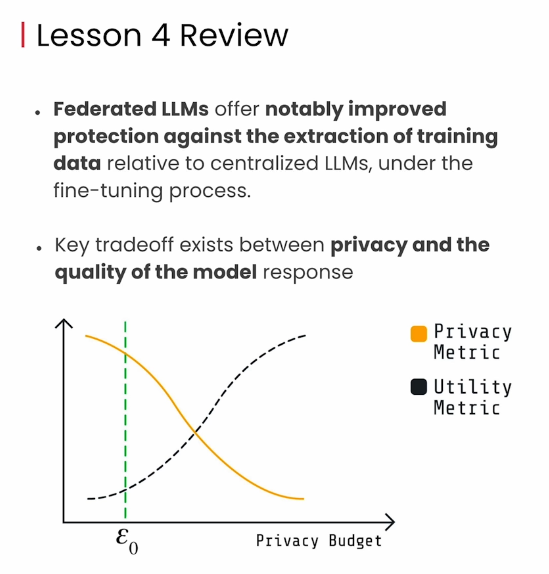 Lesson 4 Review
• Federated LLMs offer notably improved
protection against the extraction of training
data relative to centralized LLMs, under the
fine-tuning process.
• Key tradeoff exists between privacy and the
quality of the model response
Privacy
Metric
Utility
Metric
ε₀
Privacy Budget